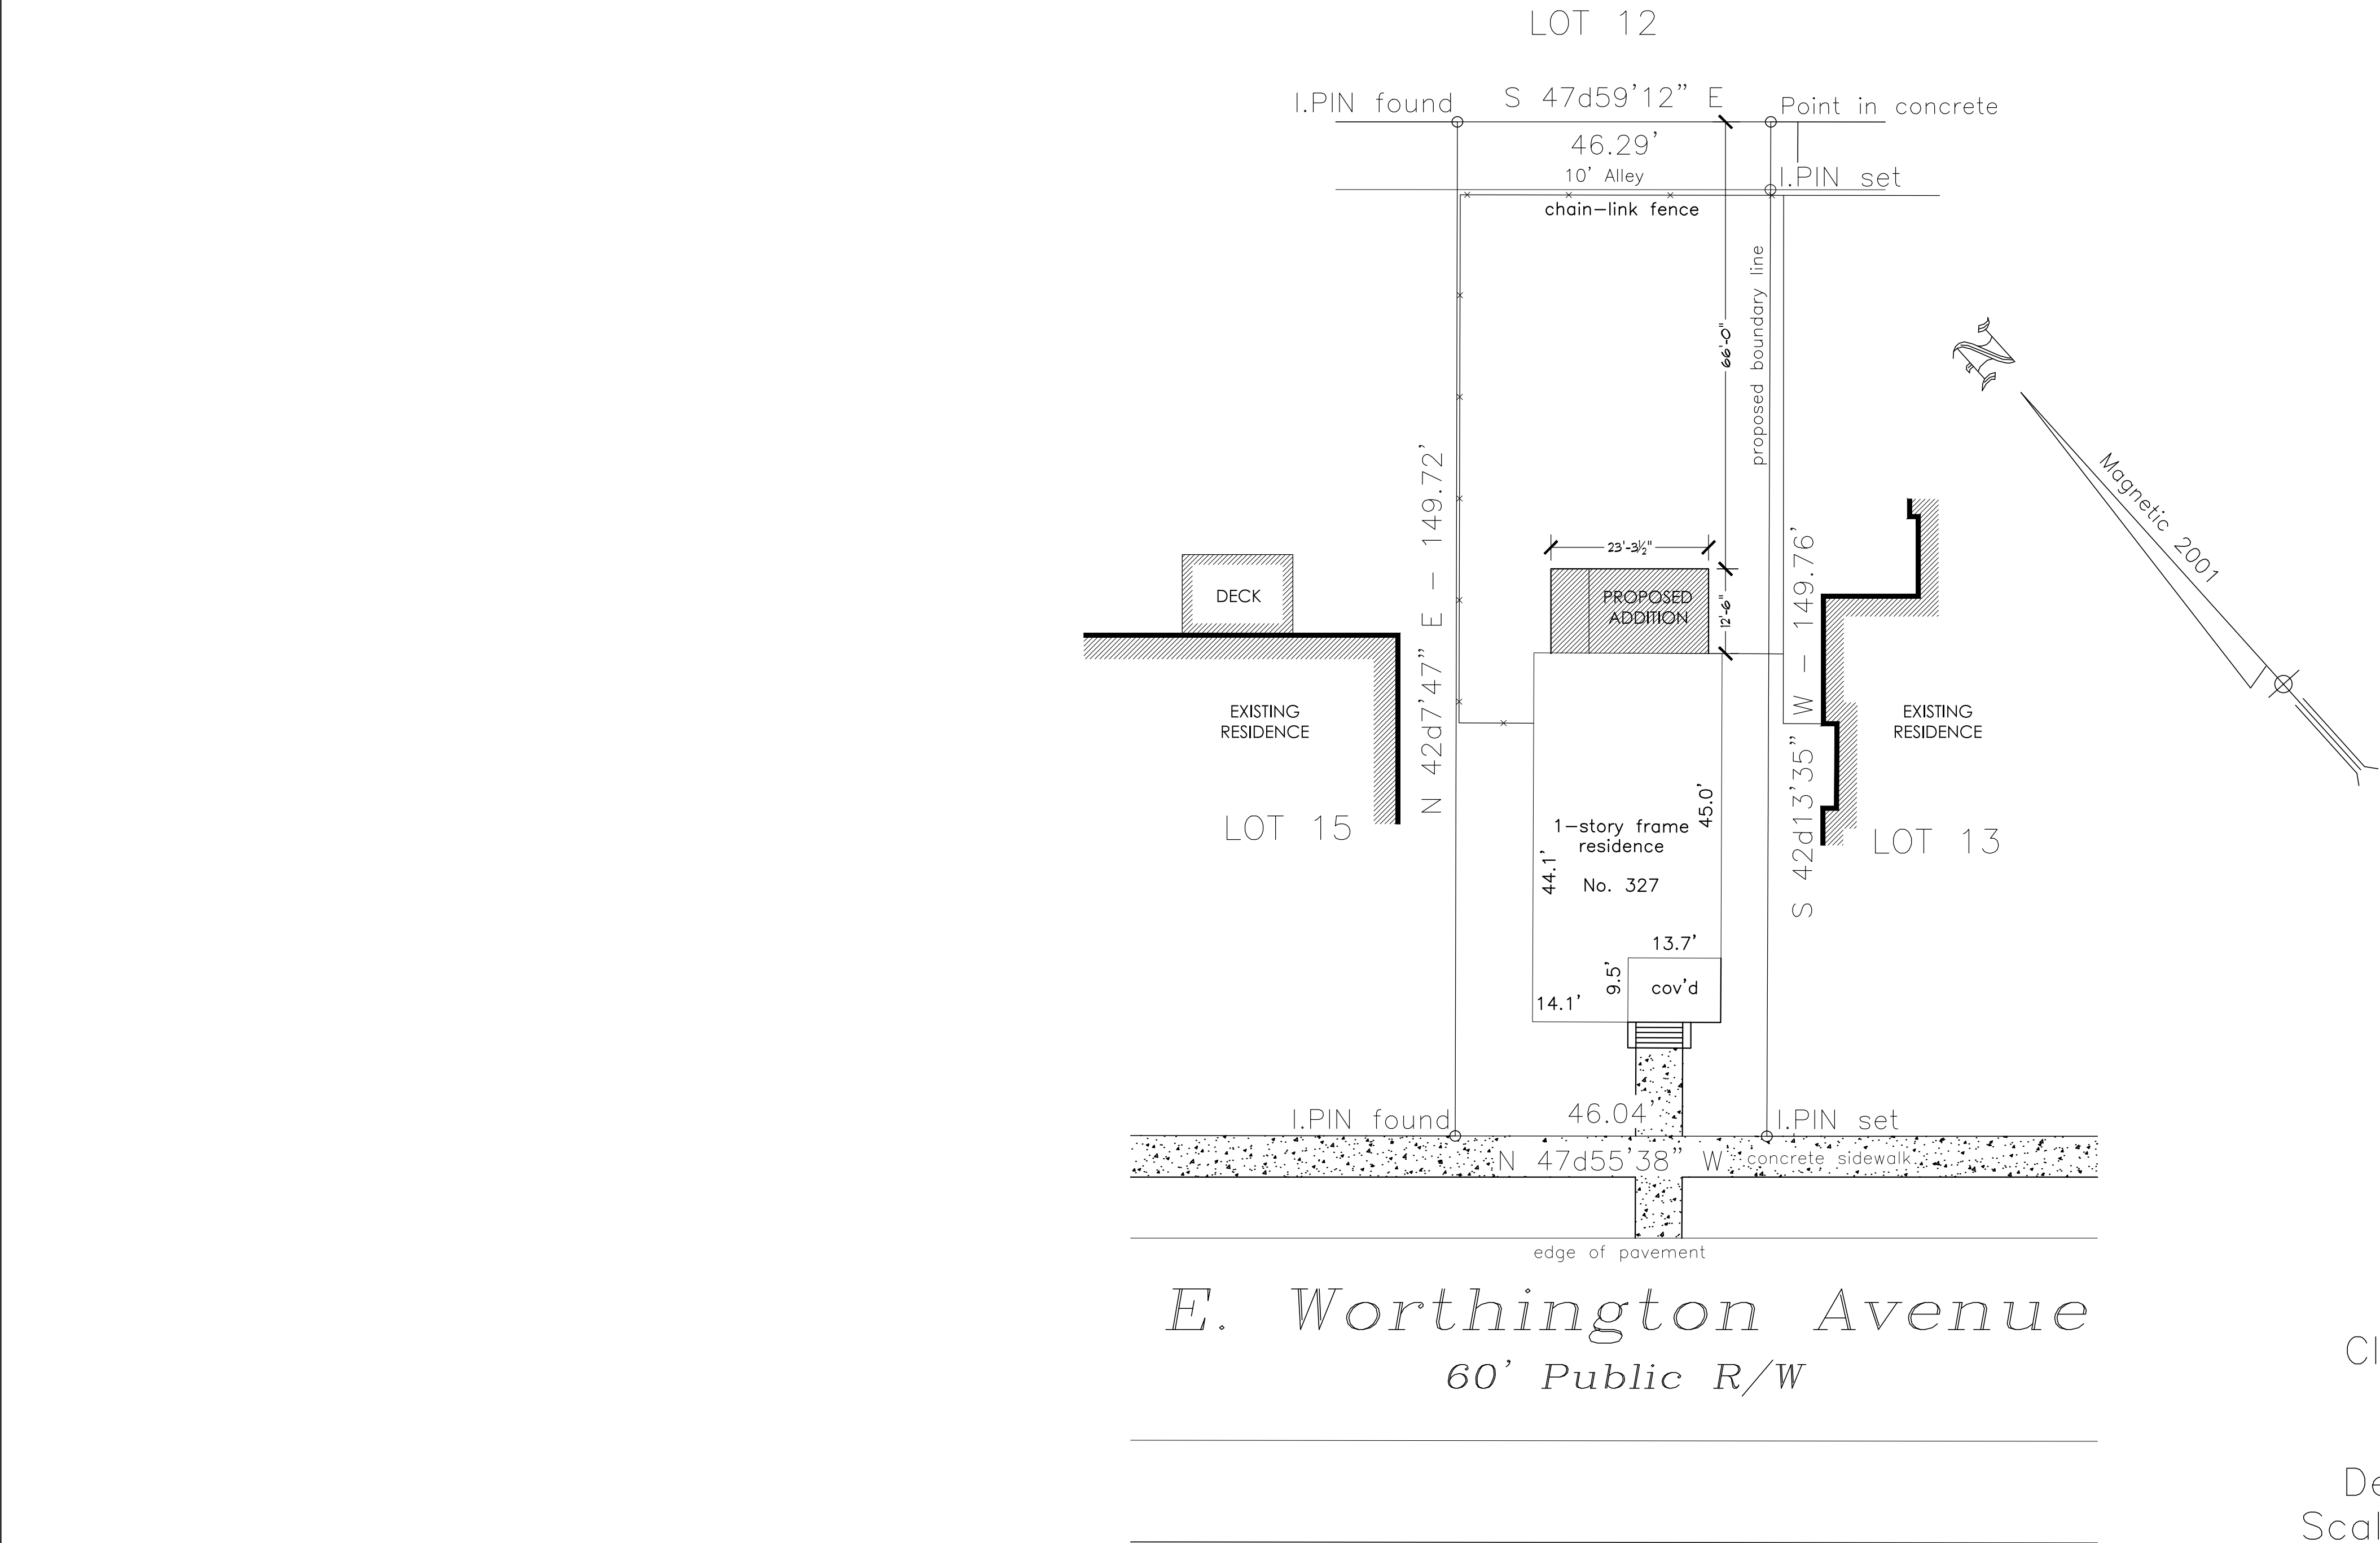 LOT 12
I.PIN found
S 47d59'12" E
Point in concrete
46.29'
10' Alley
I.PIN set
chain-link fence
proposed boundary line
66'-0"
N
Magnetic 2001
N 42d7'47" E - 149.72'
S 42d13'35" W - 149.76'
23'-3½"
DECK
PROPOSED
ADDITION
12'-6"
EXISTING
RESIDENCE
EXISTING
RESIDENCE
LOT 15
45.0'
1-story frame
residence
44.1'
No. 327
LOT 13
13.7'
9.5'
cov'd
14.1'
I.PIN found
46.04'
I.PIN set
N 47d55'38" W
concrete sidewalk
edge of pavement
E. Worthington Avenue
60' Public R/W
Cl
De
Scal